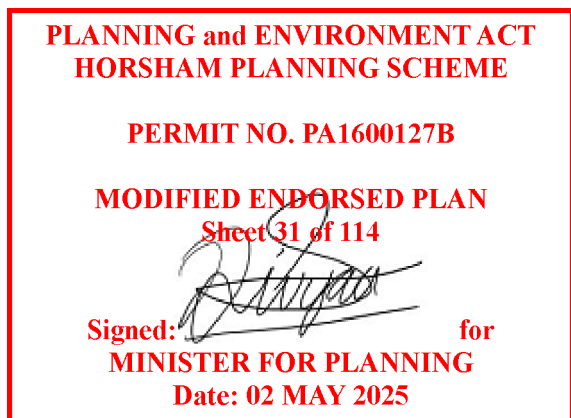 PLANNING and ENVIRONMENT ACT
HORSHAM PLANNING SCHEME
PERMIT NO. PA1600127B
MODIFIED ENDORSED PLAN
Sheet 31 of 114
Signed: for
MINISTER FOR PLANNING
Date: 02 MAY 2025